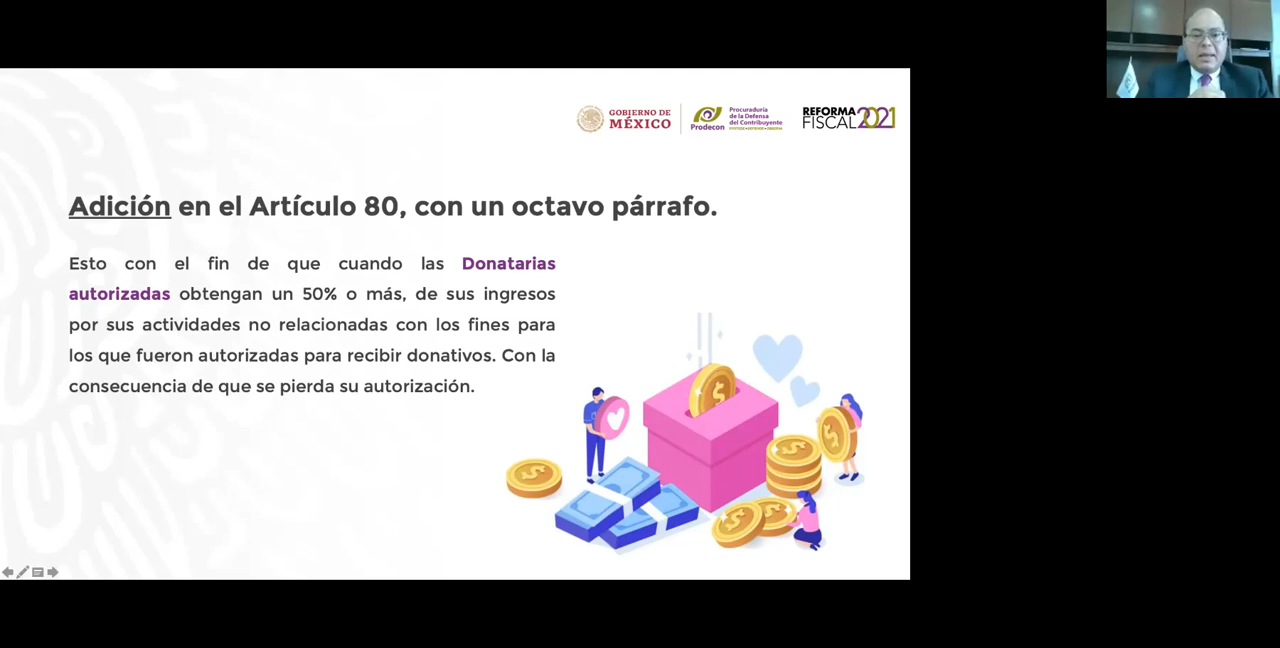 GOBIERNO DE
MÉXICO
Prodecon
Procuraduría
de la Defensa
del Contribuyente
REFORMA
FISCAL 2021
Adición en el Artículo 80, con un octavo párrafo.
Esto con el fin de que cuando las Donatarias
autorizadas obtengan un 50% o más, de sus ingresos
por sus actividades no relacionadas con los fines para
los que fueron autorizadas para recibir donativos. Con la
consecuencia de que se pierda su autorización.